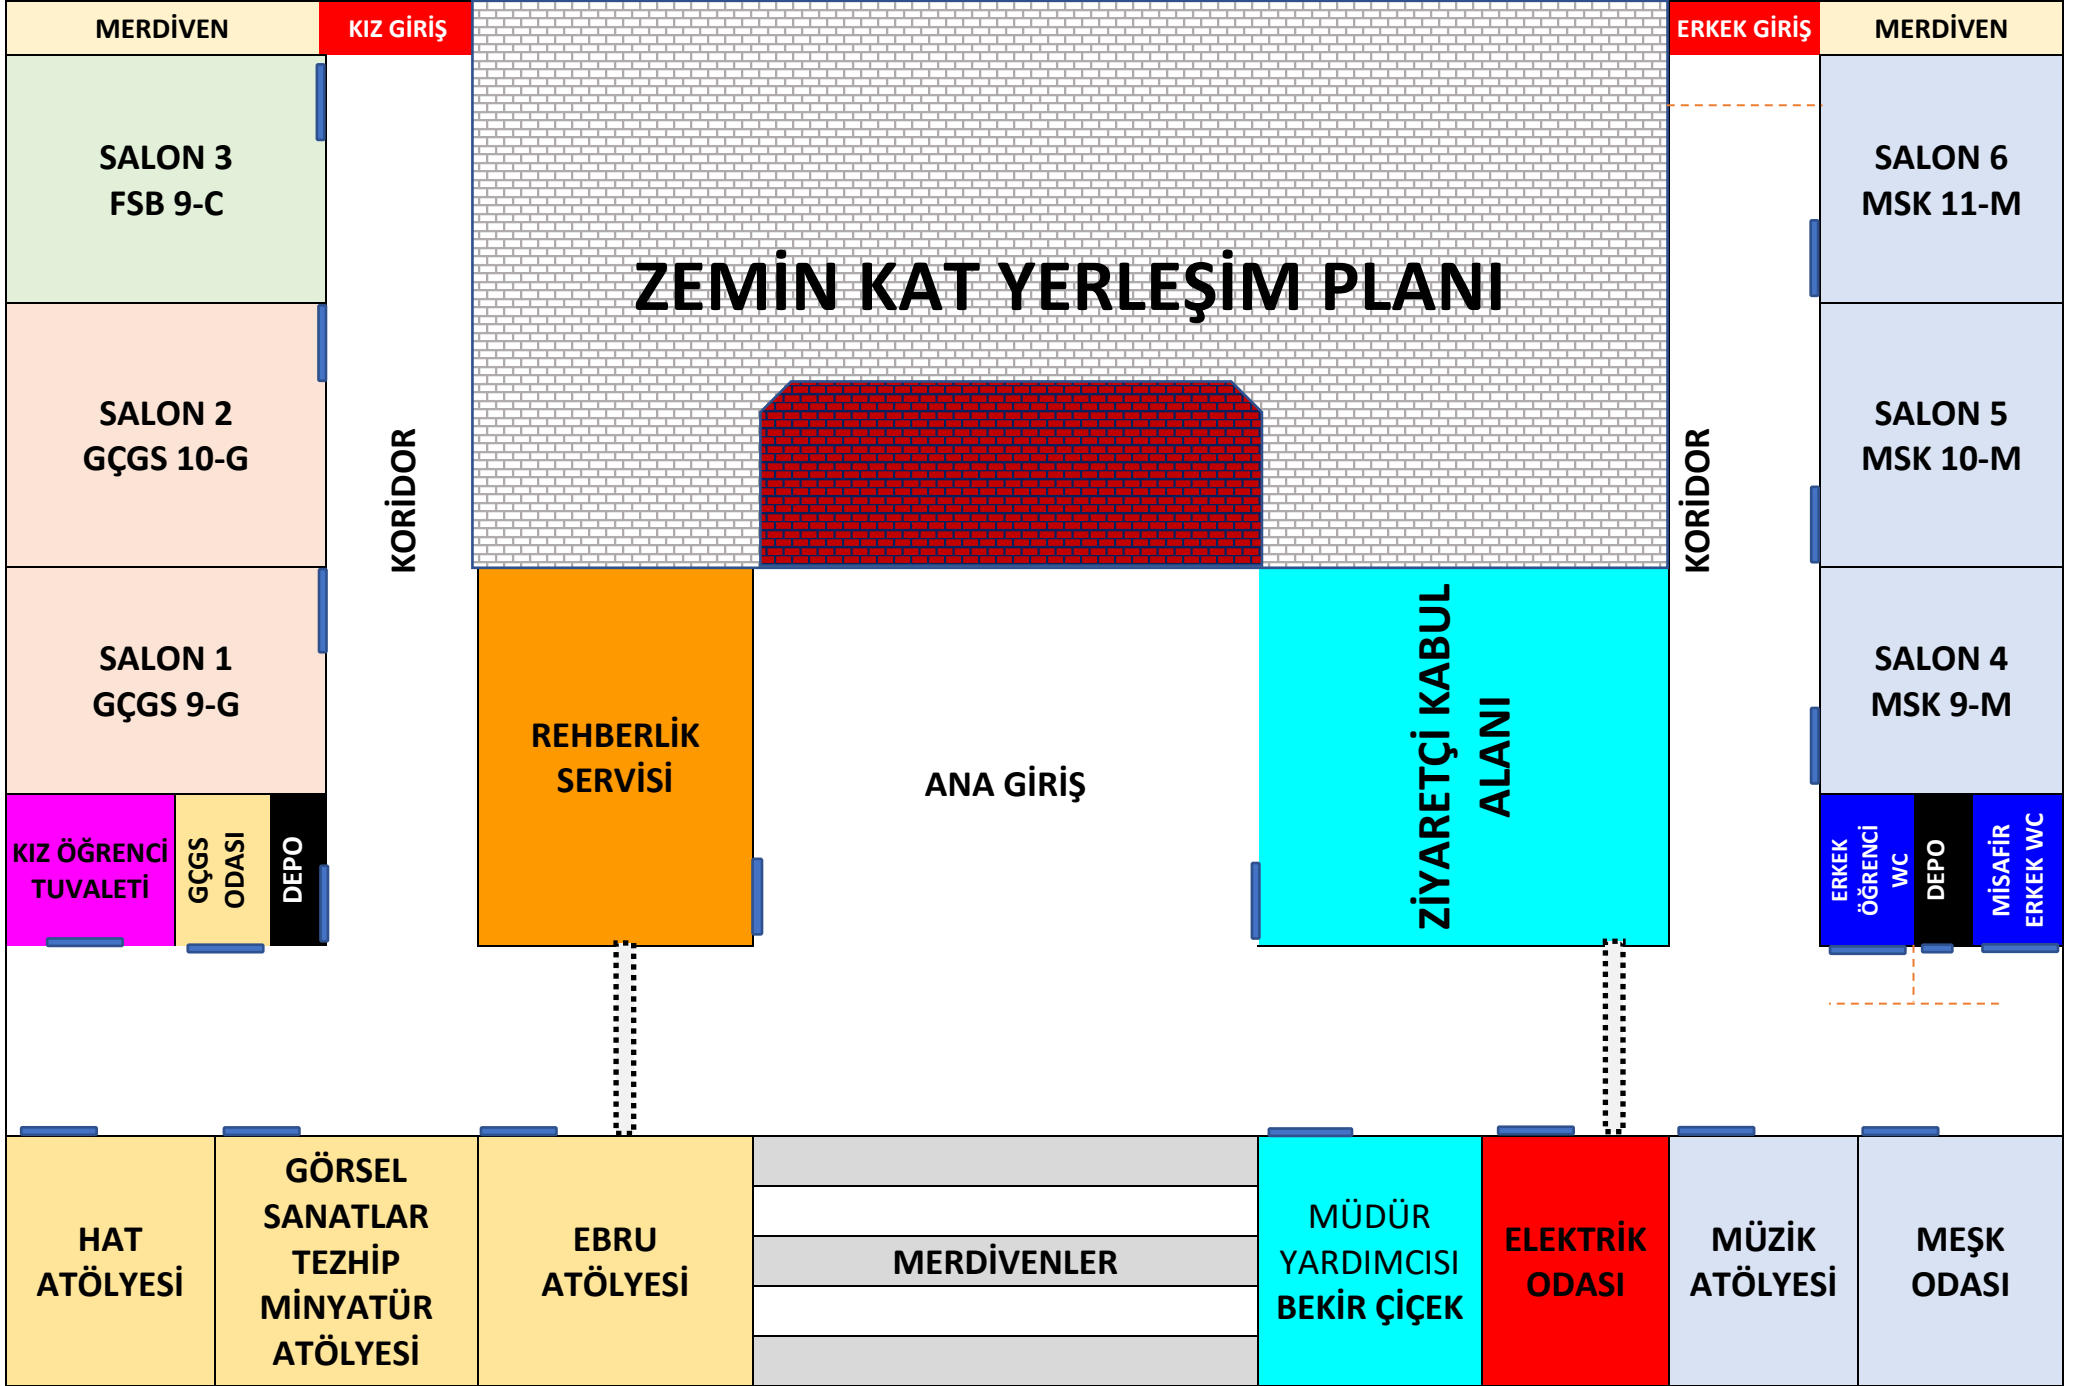 MERDİVEN
KIZ GİRİŞ
ERKEK GİRİŞ
MERDİVEN
SALON 3
FSB 9-C
SALON 6
MSK 11-M
ZEMİN KAT YERLEŞİM PLANI
SALON 2
GÇGS 10-G
KORİDOR
KORİDOR
SALON 5
MSK 10-M
SALON 1
GÇGS 9-G
REHBERLİK
SERVİSİ
ANA GİRİŞ
ZİYARETÇİ KABUL
ALANI
SALON 4
MSK 9-M
KIZ ÖĞRENCİ
TUVALETİ
GÇGS
ODASI
DEPO
ERKEK
ÖĞRENCİ
WC
DEPO
MİSAFİR
ERKEK WC
HAT
ATÖLYESİ
GÖRSEL
SANATLAR
TEZHİP
MİNYATÜR
ATÖLYESİ
EBRU
ATÖLYESİ
MERDİVENLER
MÜDÜR
YARDIMCISI
BEKİR ÇİÇEK
ELEKTRİK
ODASI
MÜZİK
ATÖLYESİ
MEŞK
ODASI